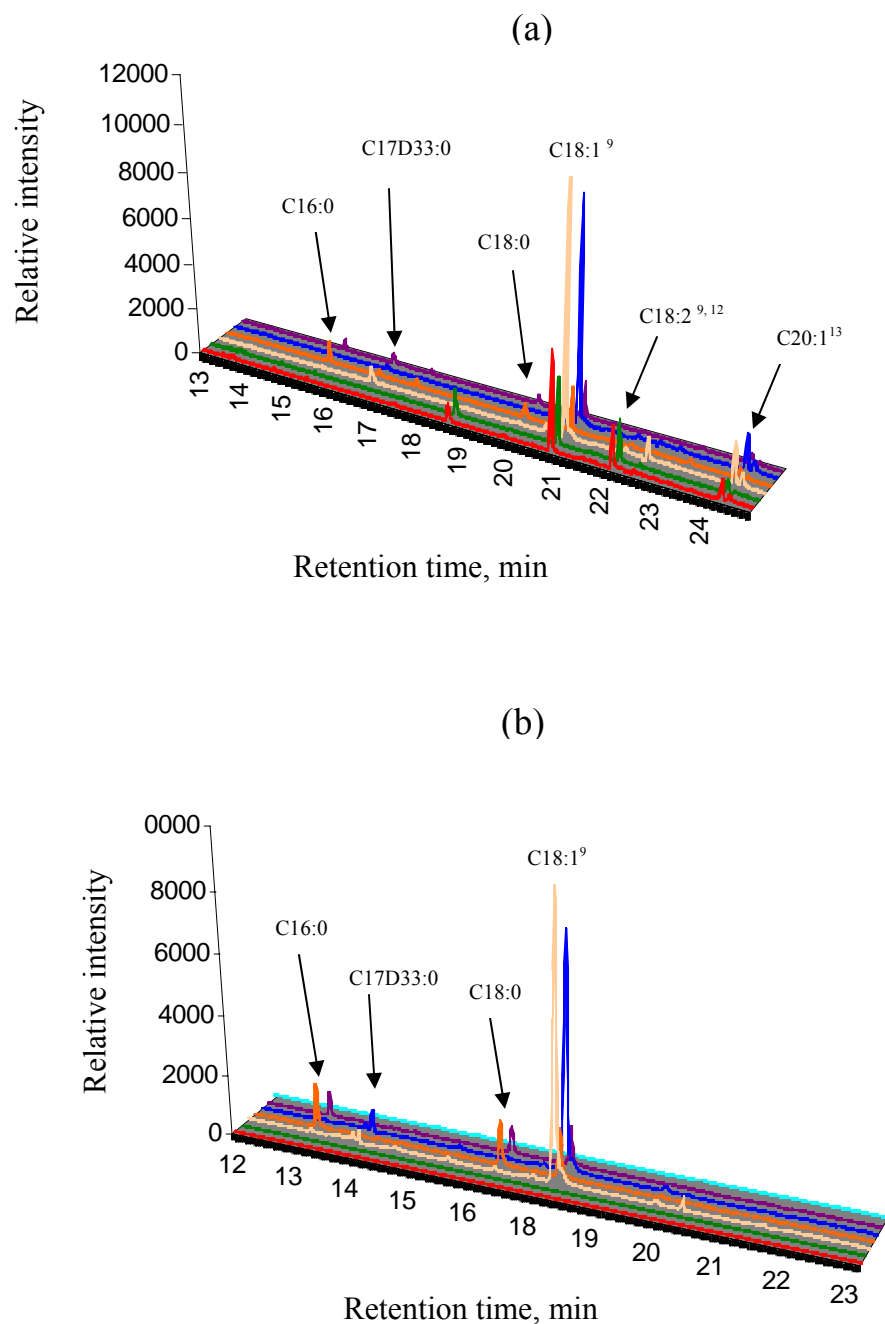 (a)
12000
10000
8000
6000
4000
2000
0
Relative intensity
C16:0
C17D33:0
C18:0
C18:1 9
C18:2 9, 12
C20:1 13
13
14
15
16
17
18
19
20
21
22
23
24
Retention time, min
(b)
0000
8000
6000
4000
2000
0
Relative intensity
C16:0
C17D33:0
C18:0
C18:1 9
12
13
14
15
16
18
19
20
21
22
23
Retention time, min